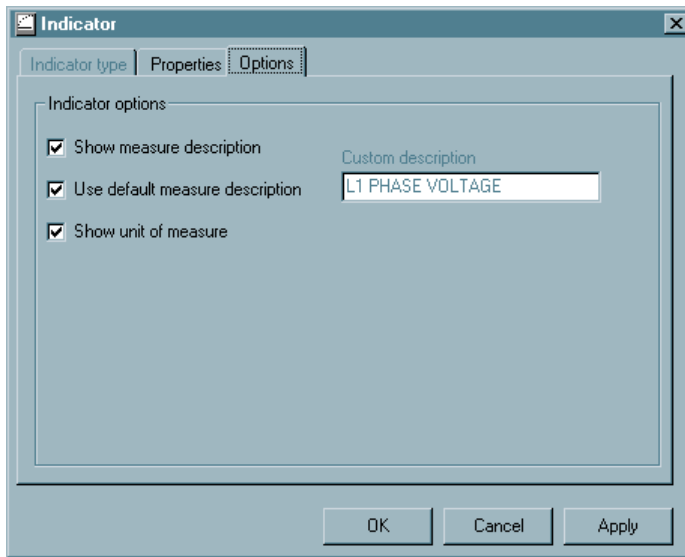 Indicator
Indicator type Properties Options
Indicator options
Show measure description
Custom description
Use default measure description
L1 PHASE VOLTAGE
Show unit of measure
OK Cancel Apply